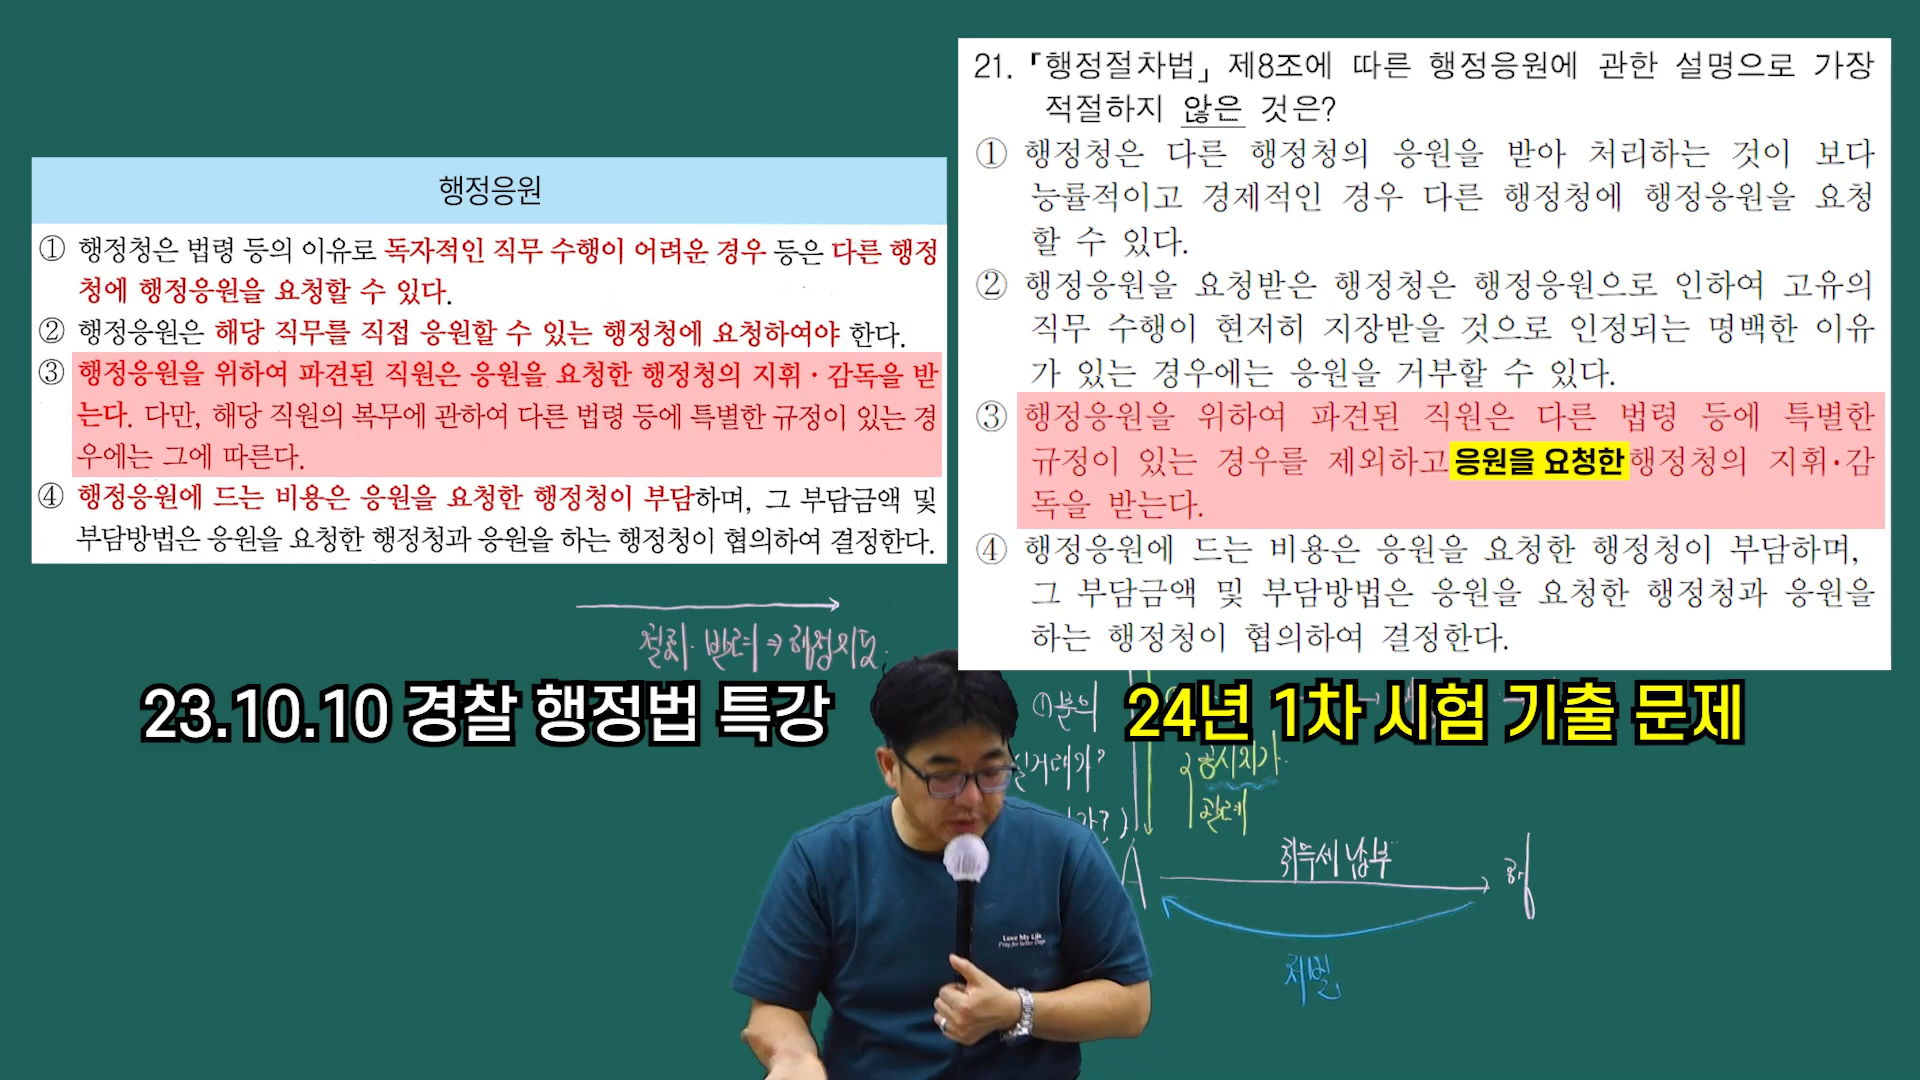 행정응원
① 행정청은 법령 등의 이유로 독자적인 직무 수행이 어려운 경우 등은 다른 행정
청에 행정응원을 요청할 수 있다.
② 행정응원은 해당 직무를 직접 응원할 수 있는 행정청에 요청하여야 한다.
③ 행정응원을 위하여 파견된 직원은 응원을 요청한 행정청의 지휘·감독을 받
는다. 다만, 해당 직원의 복무에 관하여 다른 법령 등에 특별한 규정이 있는 경
우에는 그에 따른다.
④ 행정응원에 드는 비용은 응원을 요청한 행정청이 부담하며, 그 부담금액 및
부담방법은 응원을 요청한 행정청과 응원을 하는 행정청이 협의하여 결정한다.
21. 「행정절차법」 제8조에 따른 행정응원에 관한 설명으로 가장
적절하지 않은 것은?
① 행정청은 다른 행정청의 응원을 받아 처리하는 것이 보다
능률적이고 경제적인 경우 다른 행정청에 행정응원을 요청
할 수 있다.
② 행정응원을 요청받은 행정청은 행정응원으로 인하여 고유의
직무 수행이 현저히 지장받을 것으로 인정되는 명백한 이유
가 있는 경우에는 응원을 거부할 수 있다.
③ 행정응원을 위하여 파견된 직원은 다른 법령 등에 특별한
규정이 있는 경우를 제외하고 응원을 요청한 행정청의 지휘·감
독을 받는다.
④ 행정응원에 드는 비용은 응원을 요청한 행정청이 부담하며,
그 부담금액 및 부담방법은 응원을 요청한 행정청과 응원을
하는 행정청이 협의하여 결정한다.
23.10.10 경찰 행정법 특강
24년 1차 시험 기출 문제
⇒ 행정지도.
① 문의
실거래가?
공시지가.
관례
A
취득세 납부
행
처벌
Love My Life